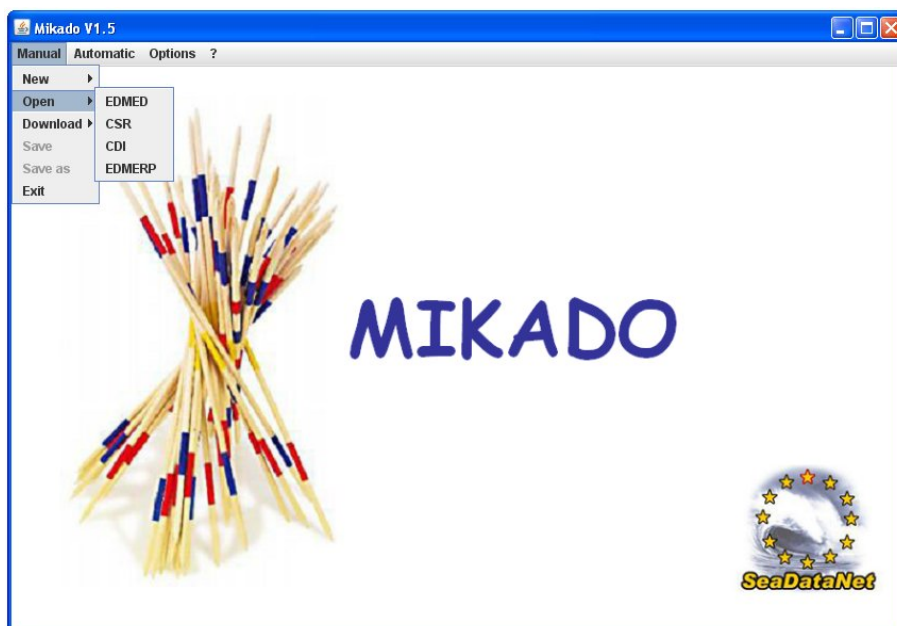 Mikado V1.5
Manual Automatic Options ?
New
Open
Download
Save
Save as
Exit
EDMED
CSR
CDI
EDMERP
MIKADO
SeaDataNet